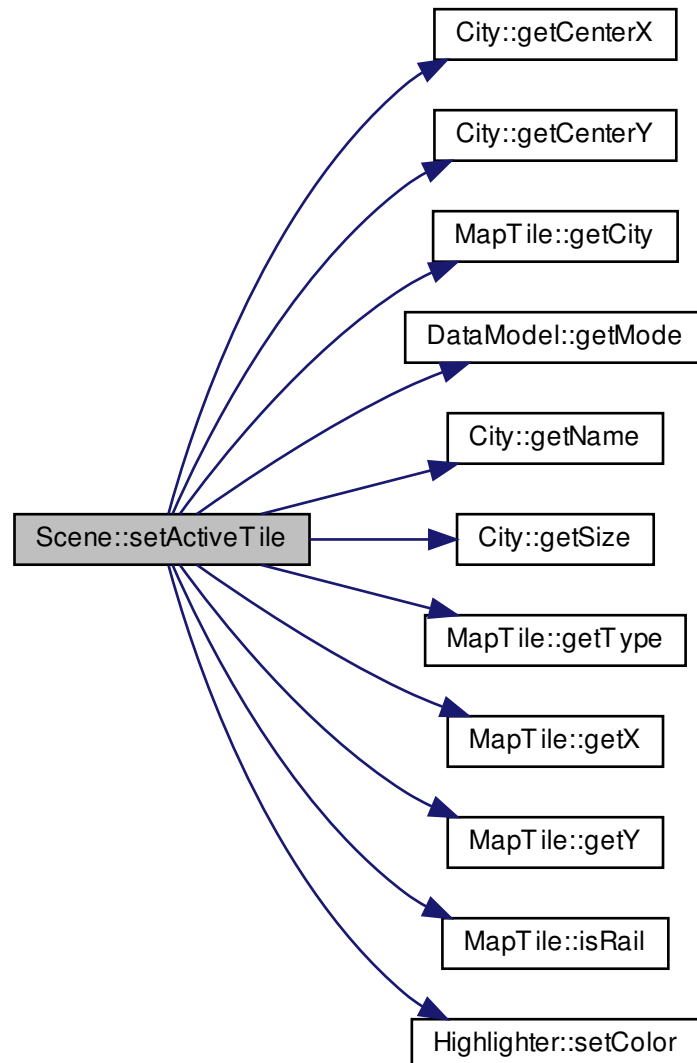 City::getCenterX
City::getCenterY
MapTile::getCity
DataModel::getMode
City::getName
Scene::setActiveTile
City::getSize
MapTile::getType
MapTile::getX
MapTile::getY
MapTile::isRail
Highlighter::setColor